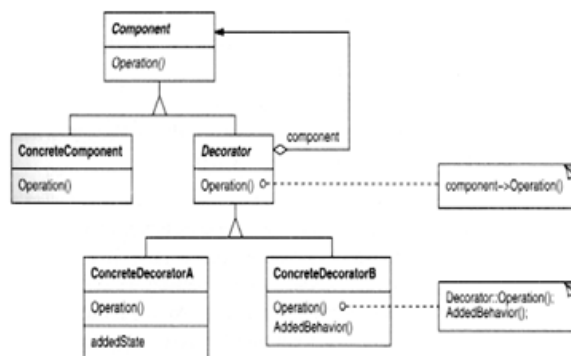 Component
Operation()
component
ConcreteComponent
Operation()
Decorator
Operation()
component->Operation()
ConcreteDecoratorA
Operation()
addedState
ConcreteDecoratorB
Operation()
AddedBehavior()
Decorator::Operation();
AddedBehavior();